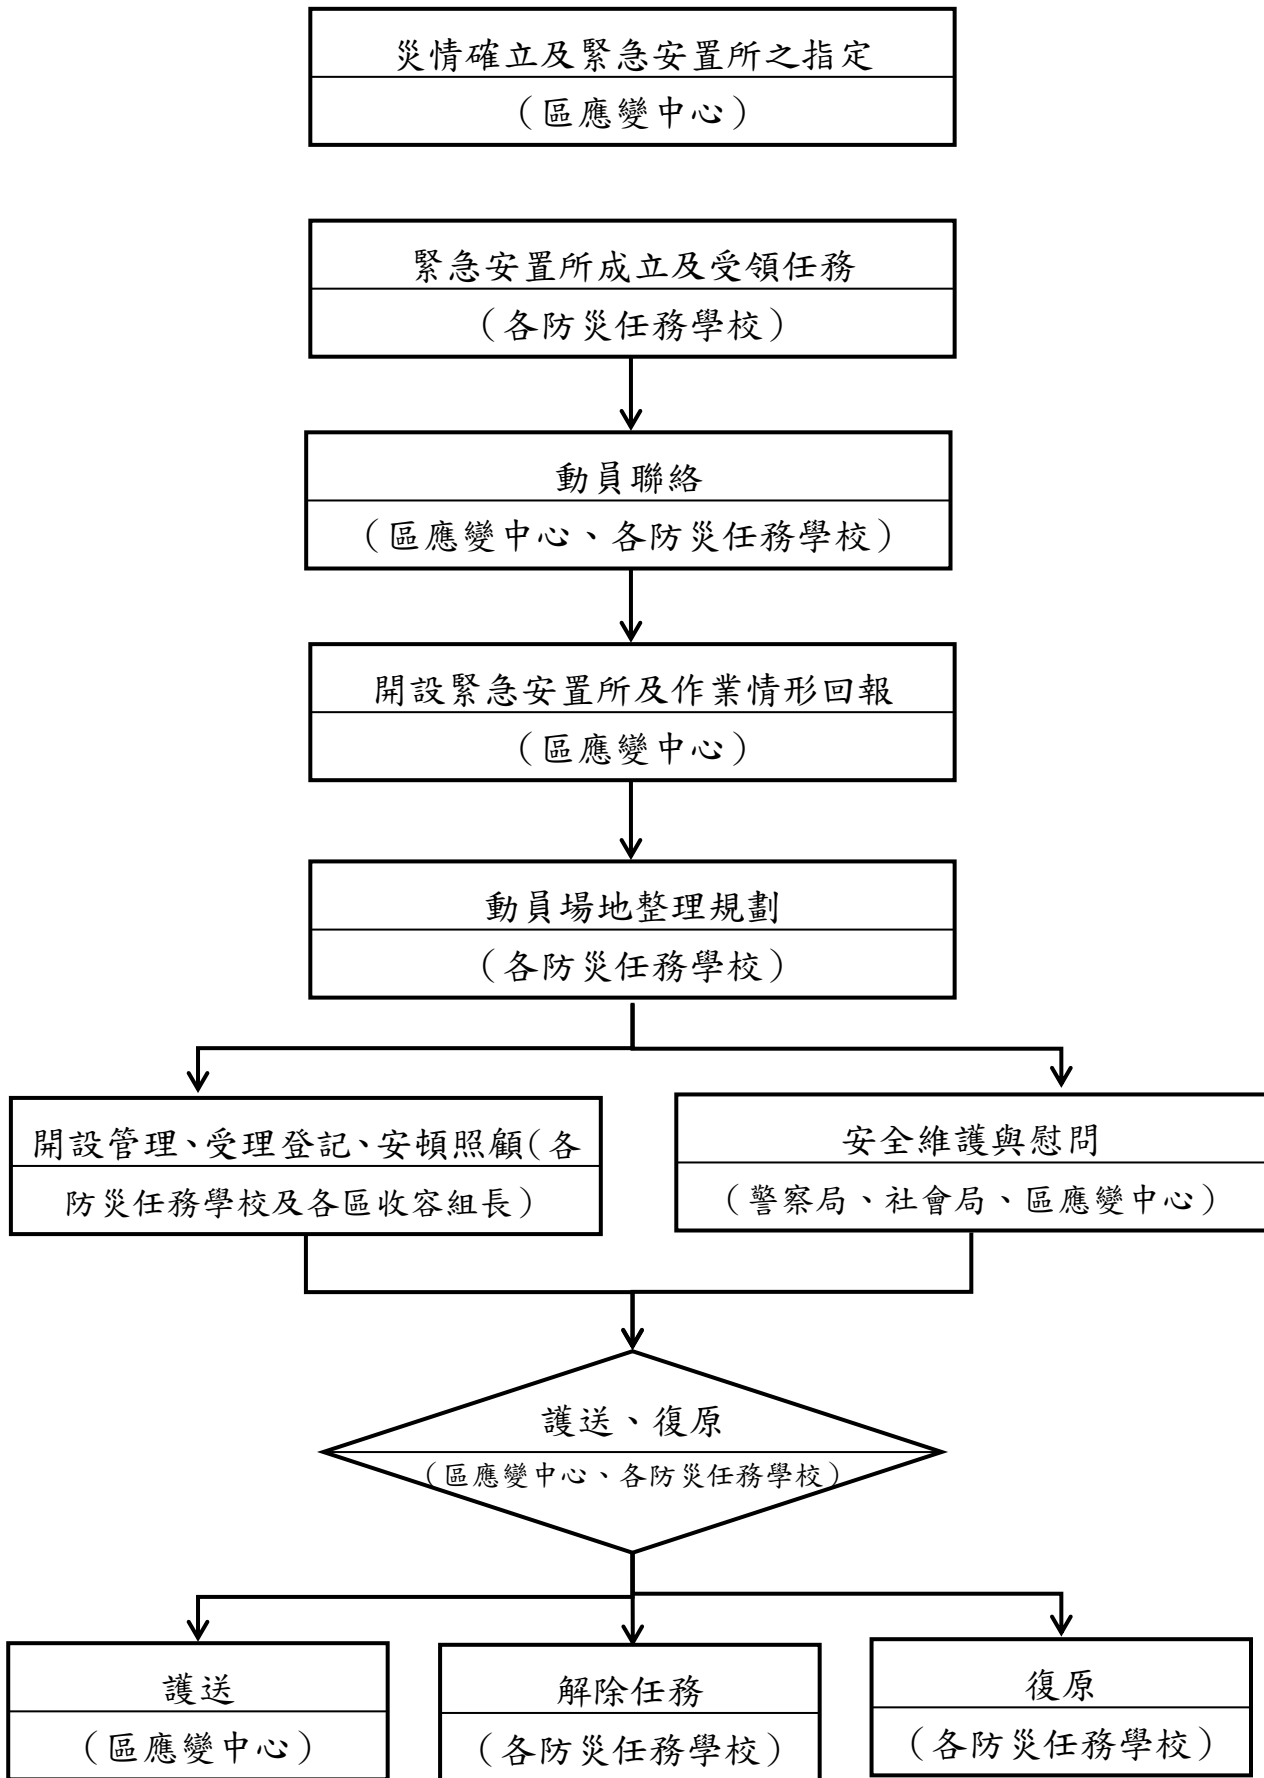 災情確立及緊急安置所之指定
（區應變中心）
緊急安置所成立及受領任務
（各防災任務學校）
動員聯絡
（區應變中心、各防災任務學校）
開設緊急安置所及作業情形回報
（區應變中心）
動員場地整理規劃
（各防災任務學校）
開設管理、受理登記、安頓照顧(各
防災任務學校及各區收容組長）
安全維護與慰問
（警察局、社會局、區應變中心）
護送、復原
（區應變中心、各防災任務學校）
護送
（區應變中心）
解除任務
（各防災任務學校）
復原
（各防災任務學校）